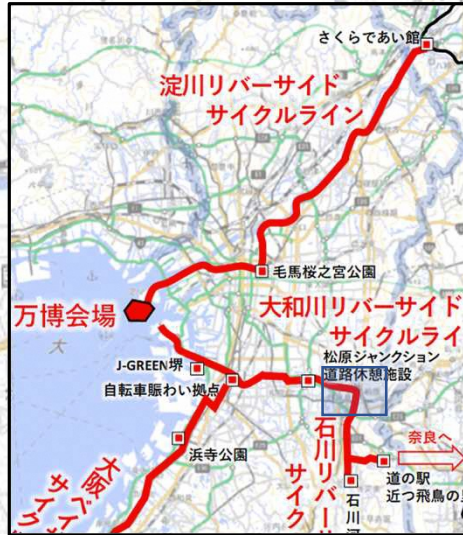 さくらであい館
淀川リバーサイド
サイクルライン
毛馬桜之宮公園
万博会場
大和川リバーサイド
サイクルライ
松原ジャンクション
道路休憩施設
J-GREEN堺
自転車賑わい拠点
浜寺公園
石川リバー
サイク
奈良へ
道の駅
近つ飛鳥の
石川河
大阪
サイク